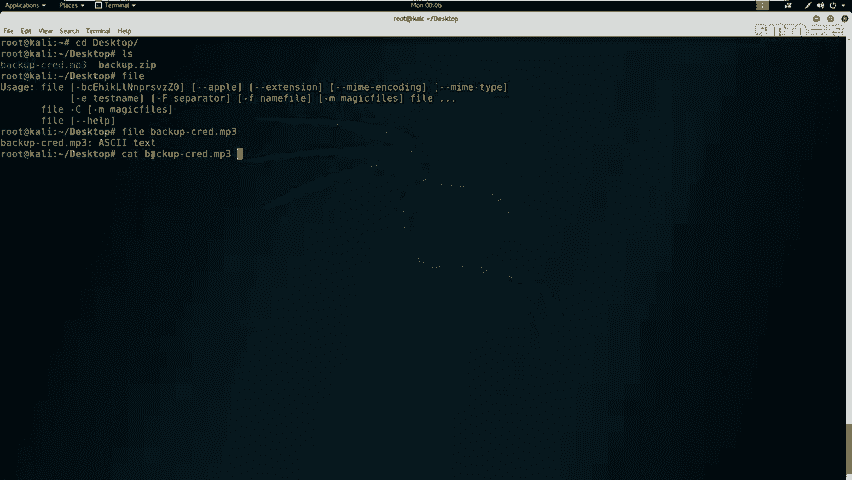 Applications Places Terminal Mon 00:06
root@kali: ~/Desktop
File Edit View Search Terminal Help
root@kali:~# cd Desktop/
root@kali:~/Desktop# ls
backup-cred.mp3 backup.zip
root@kali:~/Desktop# file
Usage: file [--apple] [--extension] [--mime-encoding] [--mime-type]
[-e testname] [-F separator] [-f namefile] [-m magicfiles] file ...
file -C [-m magicfiles]
file [--help]
root@kali:~/Desktop# file backup-cred.mp3
backup-cred.mp3: ASCII text
root@kali:~/Desktop# cat backup-cred.mp3